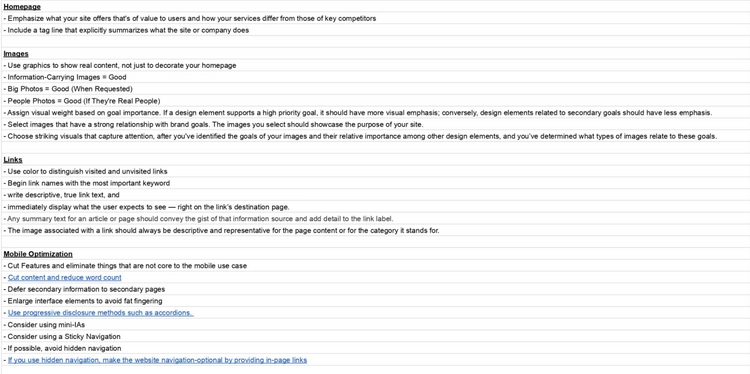 Homepage
- Emphasize what your site offers that's of value to users and how your services differ from those of key competitors
- Include a tag line that explicitly summarizes what the site or company does
Images
- Use graphics to show real content, not just to decorate your homepage
- Information-Carrying Images = Good
- Big Photos = Good (When Requested)
- People Photos = Good (If They're Real People)
- Assign visual weight based on goal importance. If a design element supports a high priority goal, it should have more visual emphasis; conversely, design elements related to secondary goals should have less emphasis.
- Select images that have a strong relationship with brand goals. The images you select should showcase the purpose of your site.
- Choose striking visuals that capture attention, after you've identified the goals of your images and their relative importance among other design elements, and you've determined what types of images relate to these goals.
Links
- Use color to distinguish visited and unvisited links
- Begin link names with the most important keyword
- write descriptive, true link text, and
- immediately display what the user expects to see — right on the link's destination page.
- Any summary text for an article or page should convey the gist of that information source and add detail to the link label.
- The image associated with a link should always be descriptive and representative for the page content or for the category it stands for.
Mobile Optimization
- Cut Features and eliminate things that are not core to the mobile use case
- Cut content and reduce word count
- Defer secondary information to secondary pages
- Enlarge interface elements to avoid fat fingering
- Use progressive disclosure methods such as accordions.
- Consider using mini-IAs
- Consider using a Sticky Navigation
- If possible, avoid hidden navigation
- If you use hidden navigation, make the website navigation-optional by providing in-page links